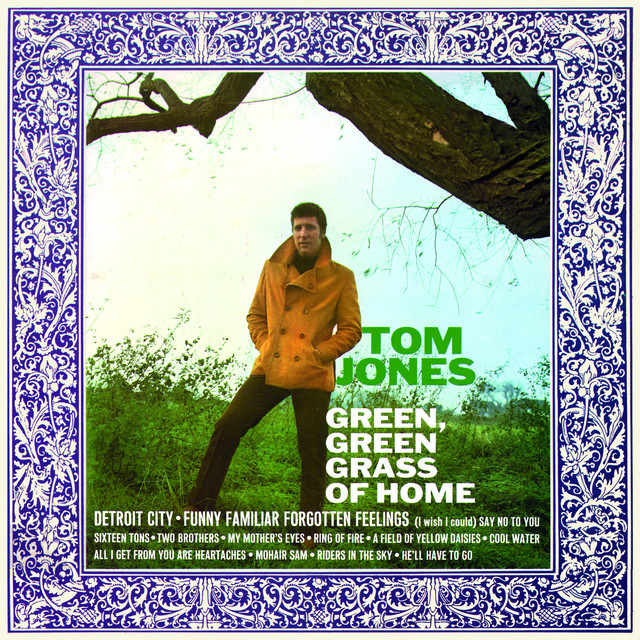 TOM
JONES
GREEN,
GREEN
GRASS
OF HOME
DETROIT CITY • FUNNY FAMILIAR FORGOTTEN FEELINGS (I wish I could) SAY NO TO YOU
SIXTEEN TONS • TWO BROTHERS • MY MOTHER'S EYES • RING OF FIRE • A FIELD OF YELLOW DAISIES • COOL WATER
ALL I GET FROM YOU ARE HEARTACHES • MOHAIR SAM • RIDERS IN THE SKY • HE'LL HAVE TO GO